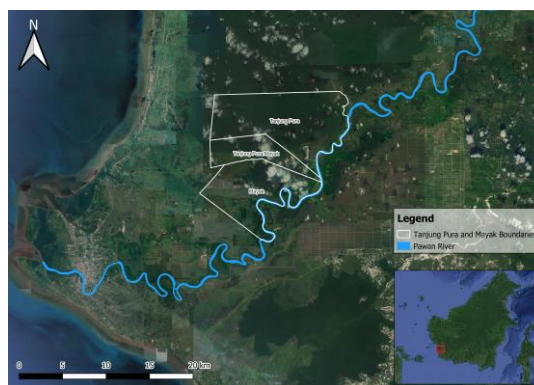 N
Tanjung Pura
Tanjung Pura/Mayak
Mayak
Legend
Tanjung Pura and Mayak Boundaries
Pawan River
0 5 10 15 20 km